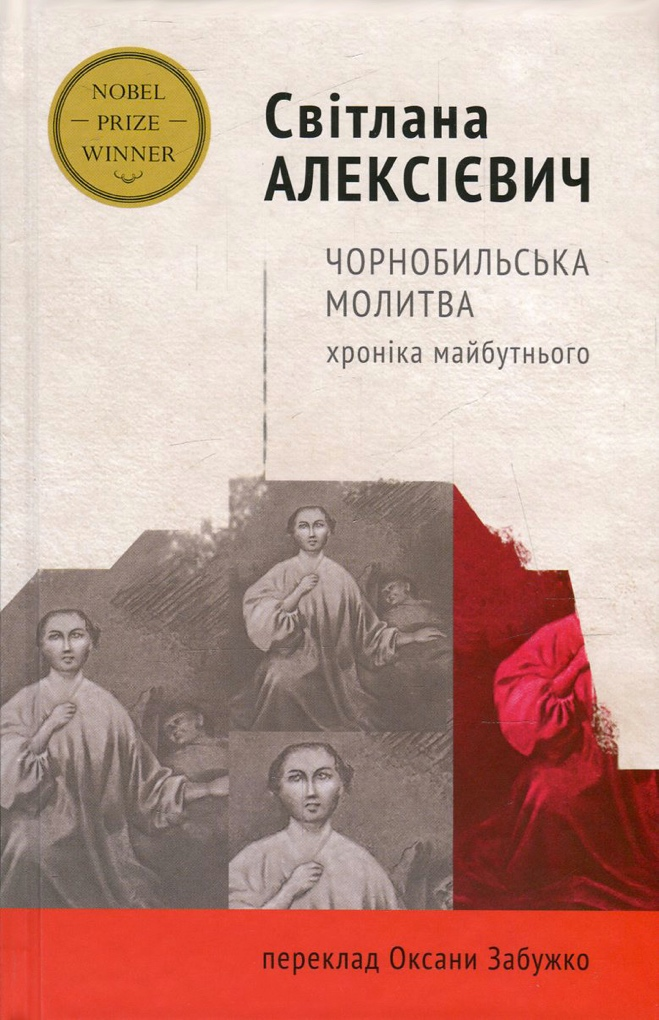 NOBEL
PRIZE
WINNER
Світлана
АЛЕКСІЄВИЧ
ЧОРНОБИЛЬСЬКА
МОЛИТВА
хроніка майбутнього
переклад Оксани Забужко